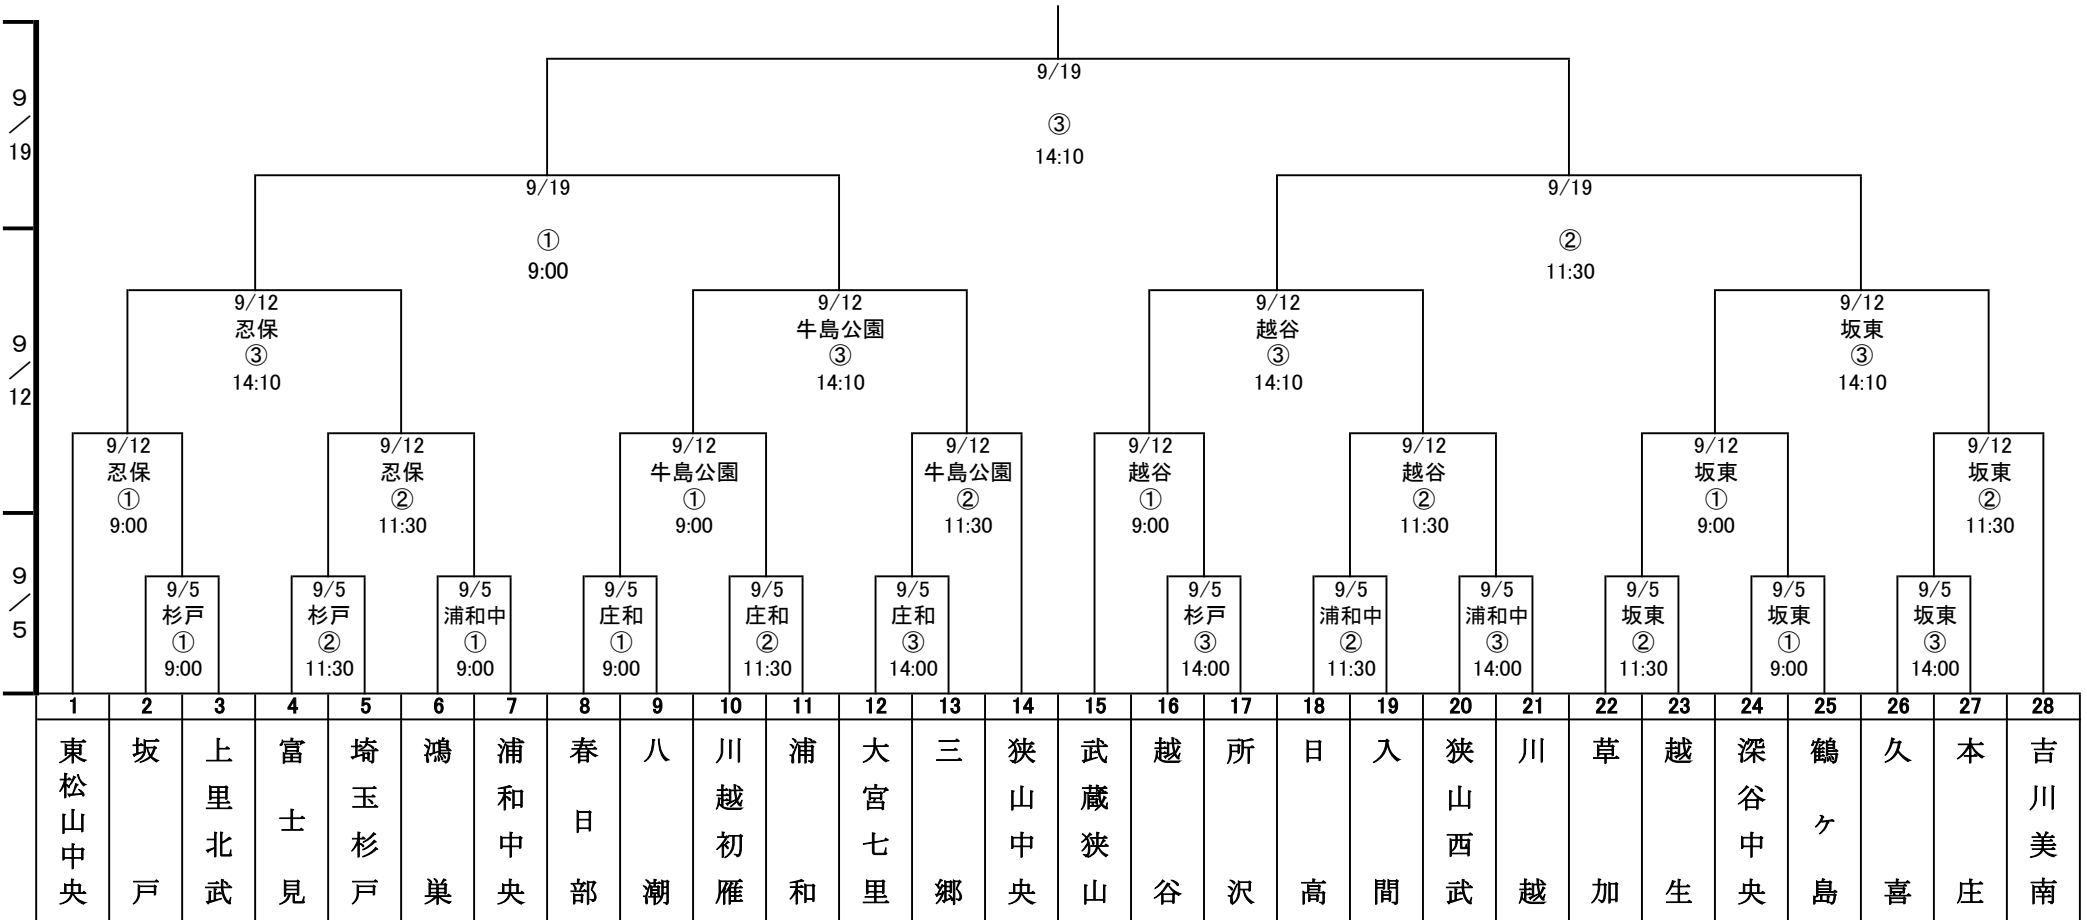 9/19
③
14:10
9/19
9/19
①
9:00
9/19
②
11:30
9/12
忍保
③
14:10
9/12
牛島公園
③
14:10
9/12
越谷
③
14:10
9/12
坂東
③
14:10
9/12
9/12
忍保
①
9:00
9/12
忍保
②
11:30
9/12
牛島公園
①
9:00
9/12
牛島公園
②
11:30
9/12
越谷
①
9:00
9/12
越谷
②
11:30
9/12
坂東
①
9:00
9/12
坂東
②
11:30
9/5
9/5
杉戸
①
9:00
9/5
杉戸
②
11:30
9/5
浦和中
①
9:00
9/5
庄和
①
9:00
9/5
庄和
②
11:30
9/5
庄和
③
14:00
9/5
杉戸
③
14:00
9/5
浦和中
②
11:30
9/5
浦和中
③
14:00
9/5
坂東
②
11:30
9/5
坂東
①
9:00
9/5
坂東
③
14:00
1 2 3 4 5 6 7 8 9 10 11 12 13 14 15 16 17 18 19 20 21 22 23 24 25 26 27 28
東松山中央
坂戸
上里北武
富士見
埼玉杉戸
鴻巣
浦和中央
春日部
八潮
川越初雁
浦和
大宮七里
三郷
狭山中央
武蔵狭山
越谷
所沢
日高
入間
狭山西武
川越
草加
越生
深谷中央
鶴ヶ島
久喜
本庄
吉川美南